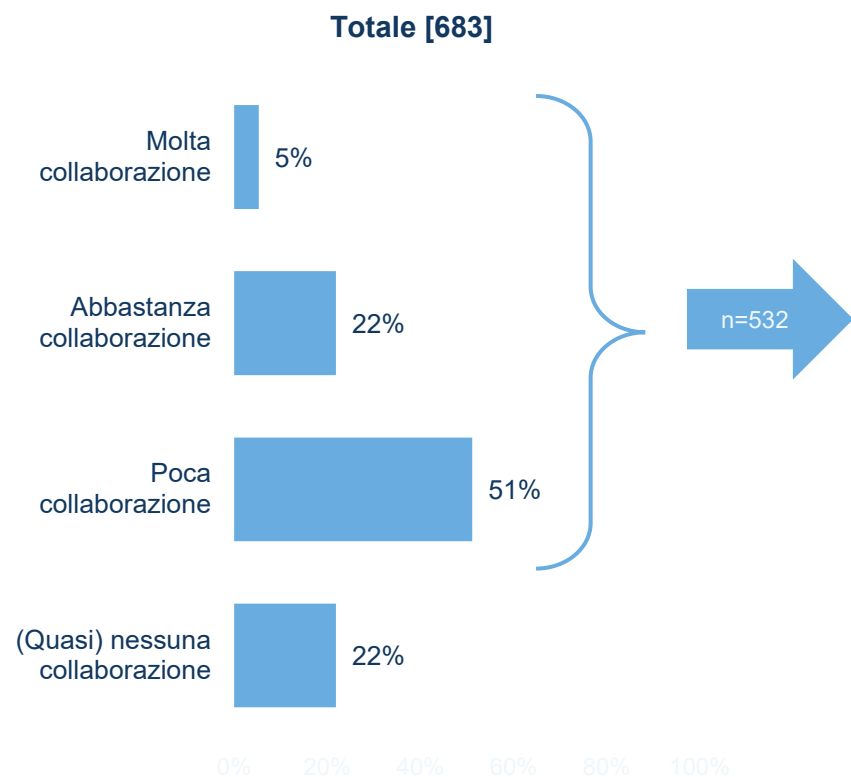 Totale [683]
Molta
collaborazione
5%
Abbastanza
collaborazione
22%
n=532
Poca
collaborazione
51%
(Quasi) nessuna
collaborazione
22%
0% 20% 40% 60% 80% 100%